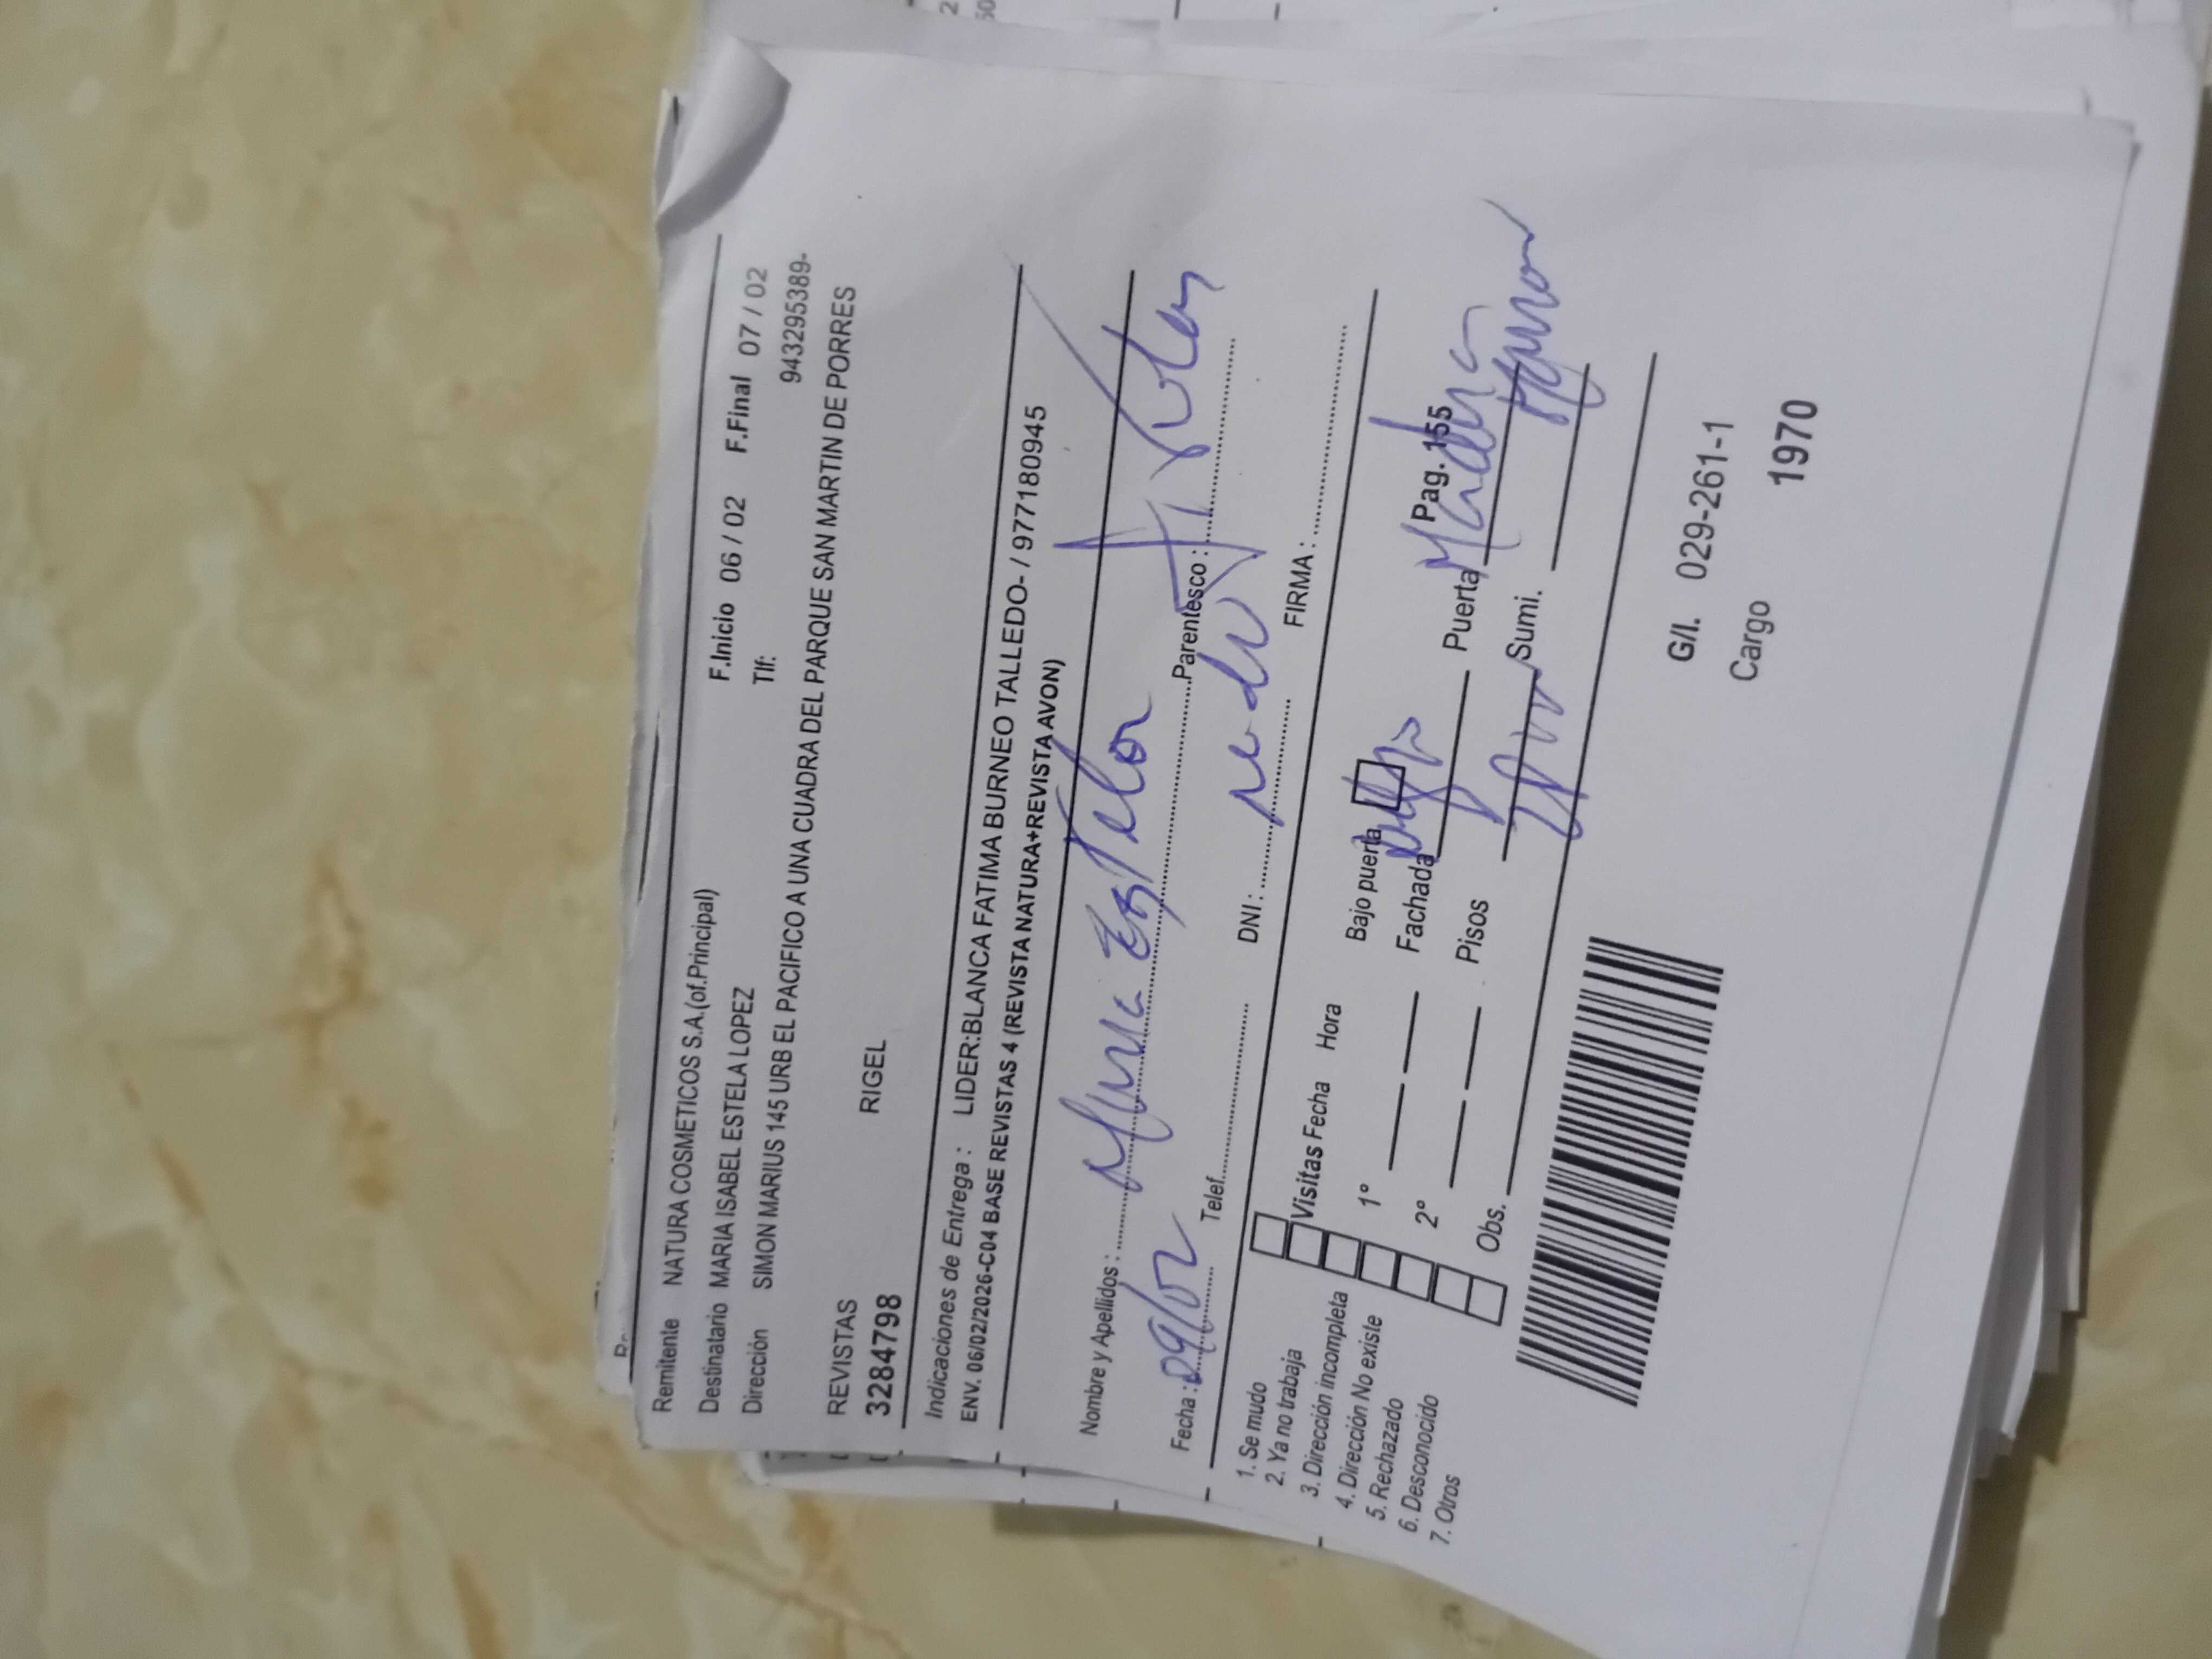 Remitente NATURA COSMETICOS S.A.(of.Principal)
Destinatario MARIA ISABEL ESTELA LOPEZ F.Inicio 06 / 02 F.Final 07 / 02
Dirección SIMON MARIUS 145 URB EL PACIFICO A UNA CUADRA DEL PARQUE SAN MARTIN DE PORRES Tlf: 943295389-
REVISTAS
3284798 RIGEL
Indicaciones de Entrega : LIDER:BLANCA FATIMA BURNEO TALLEDO- / 977180945
ENV. 06/02/2026-C04 BASE REVISTAS 4 (REVISTA NATURA+REVISTA AVON)
Nombre y Apellidos : Maria Estela
Fecha : 09/02 Telef. DNI : Parentesco :
FIRMA :
1. Se mudo
2. Ya no trabaja
3. Dirección incompleta
4. Dirección No existe
5. Rechazado
6. Desconocido
7. Otros
Visitas Fecha Hora
1°
2°
Obs.
Bajo puerta Pag. 155
Fachada Puerta
Pisos Sumi.
G/I. 029-261-1
Cargo 1970